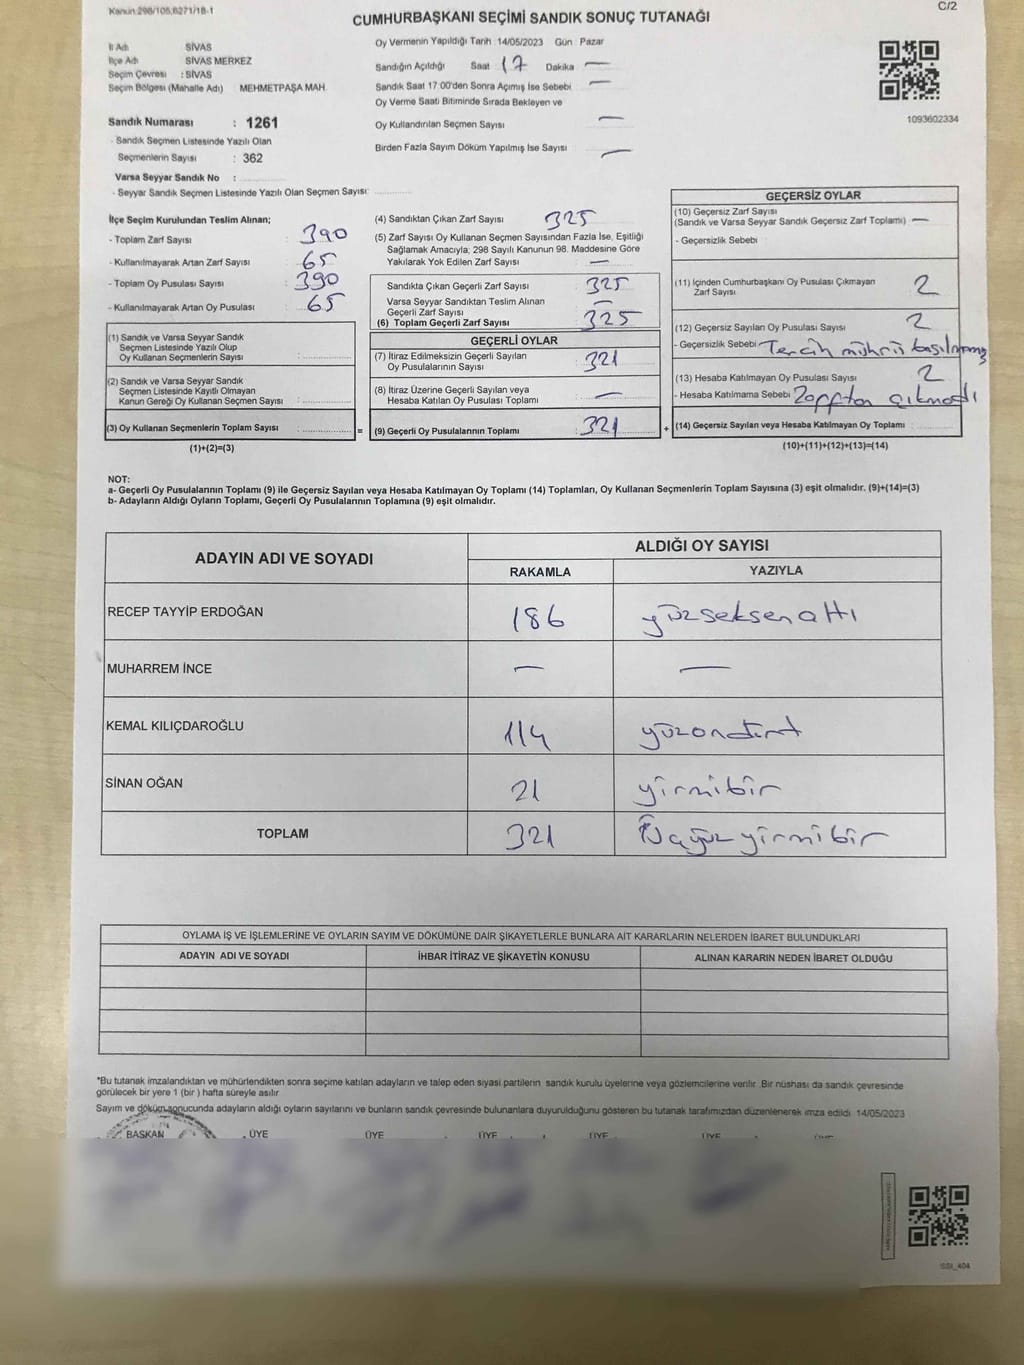 Kanun 298/105,6271/18-1
C/2
CUMHURBAŞKANI SEÇİMİ SANDIK SONUÇ TUTANAĞI
İl Adı SİVAS
İlçe Adı SİVAS MERKEZ
Seçim Çevresi : SİVAS
Seçim Bölgesi (Mahalle Adı) MEHMETPAŞA MAH.
Sandık Numarası : 1261
- Sandık Seçmen Listesinde Yazılı Olan
Seçmenlerin Sayısı : 362
Varsa Seyyar Sandık No :
- Seyyar Sandık Seçmen Listesinde Yazılı Olan Seçmen Sayısı:
Oy Vermenin Yapıldığı Tarih 14/05/2023 Gün : Pazar
Sandığın Açıldığı Saat 17 Dakika —
Sandık Saat 17:00'den Sonra Açımış İse Sebebi —
Oy Verme Saati Bitiminde Sırada Bekleyen ve
Oy Kullandırılan Seçmen Sayısı —
Birden Fazla Sayım Döküm Yapılmış İse Sayısı —
1093602334
İlçe Seçim Kurulundan Teslim Alınan;
- Toplam Zarf Sayısı : 390
- Kullanılmayarak Artan Zarf Sayısı : 65
- Toplam Oy Pusulası Sayısı : 390
- Kullanılmayarak Artan Oy Pusulası : 65
(1) Sandık ve Varsa Seyyar Sandık
Seçmen Listesinde Yazılı Olup
Oy Kullanan Seçmenlerin Sayısı :
(2) Sandık ve Varsa Seyyar Sandık
Seçmen Listesinde Kayıtlı Olmayan
Kanun Gereği Oy Kullanan Seçmen Sayısı :
(3) Oy Kullanan Seçmenlerin Toplam Sayısı : =
(1)+(2)=(3)
(4) Sandıktan Çıkan Zarf Sayısı 325
(5) Zarf Sayısı Oy Kullanan Seçmen Sayısından Fazla İse, Eşitliği
Sağlamak Amacıyla; 298 Sayılı Kanunun 98. Maddesine Göre
Yakılarak Yok Edilen Zarf Sayısı —
Sandıkta Çıkan Geçerli Zarf Sayısı : 325
Varsa Seyyar Sandıktan Teslim Alınan
Geçerli Zarf Sayısı —
(6) Toplam Geçerli Zarf Sayısı : 325
GEÇERLİ OYLAR
(7) İtiraz Edilmeksizin Geçerli Sayılan
Oy Pusulalarının Sayısı : 321
(8) İtiraz Üzerine Geçerli Sayılan veya
Hesaba Katılan Oy Pusulası Toplamı : —
(9) Geçerli Oy Pusulalarının Toplamı : 321 +
GEÇERSİZ OYLAR
(10) Geçersiz Zarf Sayısı
(Sandık ve Varsa Seyyar Sandık Geçersiz Zarf Toplamı) —
- Geçersizlik Sebebi
(11) İçinden Cumhurbaşkanı Oy Pusulası Çıkmayan
Zarf Sayısı 2
(12) Geçersiz Sayılan Oy Pusulası Sayısı 2
- Geçersizlik Sebebi Tercih mührü basılmamış
(13) Hesaba Katılmayan Oy Pusulası Sayısı 2
- Hesaba Katılmama Sebebi Zarftan çıkmadı
(14) Geçersiz Sayılan veya Hesaba Katılmayan Oy Toplamı :
(10)+(11)+(12)+(13)=(14)
NOT:
a- Geçerli Oy Pusulalarının Toplamı (9) ile Geçersiz Sayılan veya Hesaba Katılmayan Oy Toplamı (14) Toplamları, Oy Kullanan Seçmenlerin Toplam Sayısına (3) eşit olmalıdır. (9)+(14)=(3)
b- Adayların Aldığı Oyların Toplamı, Geçerli Oy Pusulalarının Toplamına (9) eşit olmalıdır.
ADAYIN ADI VE SOYADI ALDIĞI OY SAYISI
RAKAMLA YAZIYLA
RECEP TAYYİP ERDOĞAN 186 yüzseksenaltı
MUHARREM İNCE — —
KEMAL KILIÇDAROĞLU 114 yüzondört
SİNAN OĞAN 21 yirmibir
TOPLAM 321 Üçyüzyirmibir
OYLAMA İŞ VE İŞLEMLERİNE VE OYLARIN SAYIM VE DÖKÜMÜNE DAİR ŞİKAYETLERLE BUNLARA AİT KARARLARIN NELERDEN İBARET BULUNDUKLARI
ADAYIN ADI VE SOYADI İHBAR İTİRAZ VE ŞİKAYETİN KONUSU ALINAN KARARIN NEDEN İBARET OLDUĞU
*Bu tutanak imzalandıktan ve mühürlendikten sonra seçime katılan adayların ve talep eden siyasi partilerin sandık kurulu üyelerine veya gözlemcilerine verilir. Bir nüshası da sandık çevresinde
görülecek bir yere 1 (bir ) hafta süreyle asılır
Sayım ve döküm sonucunda adayların aldığı oyların sayılarını ve bunların sandık çevresinde bulunanlara duyurulduğunu gösteren bu tutanak tarafımızdan düzenlenerek imza edildi. 14/05/2023
BAŞKAN ÜYE ÜYE ÜYE ÜYE ÜYE
SSI_404